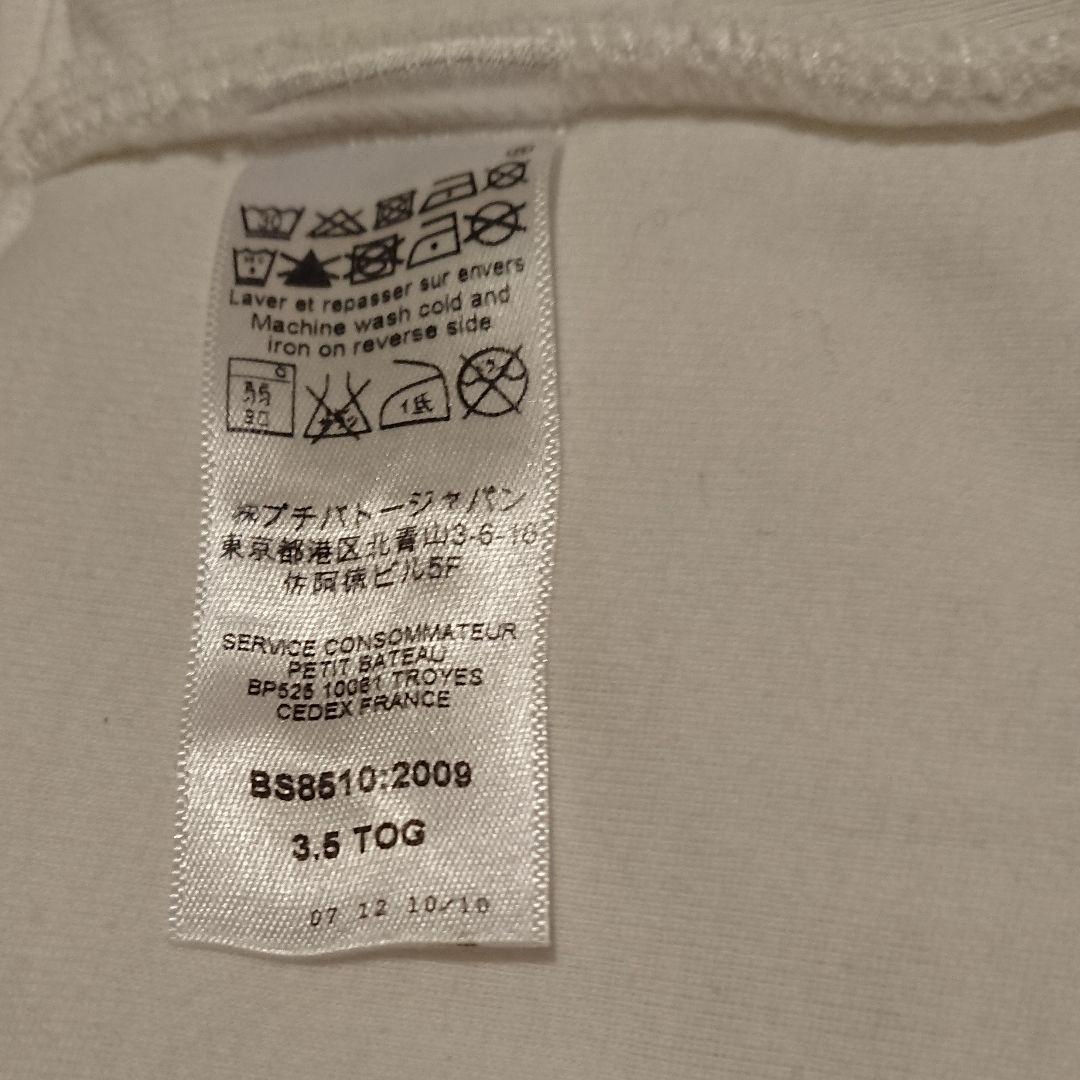 30
Laver et repasser sur envers
Machine wash cold and
iron on reverse side
弱
30
低
㈱プチバトージャパン
東京都港区北青山3-6-16
佐阿徳ビル5F
SERVICE CONSOMMATEUR
PETIT BATEAU
BP525 10081 TROYES
CEDEX FRANCE
BS8510:2009
3.5 TOG
07 12 10/10